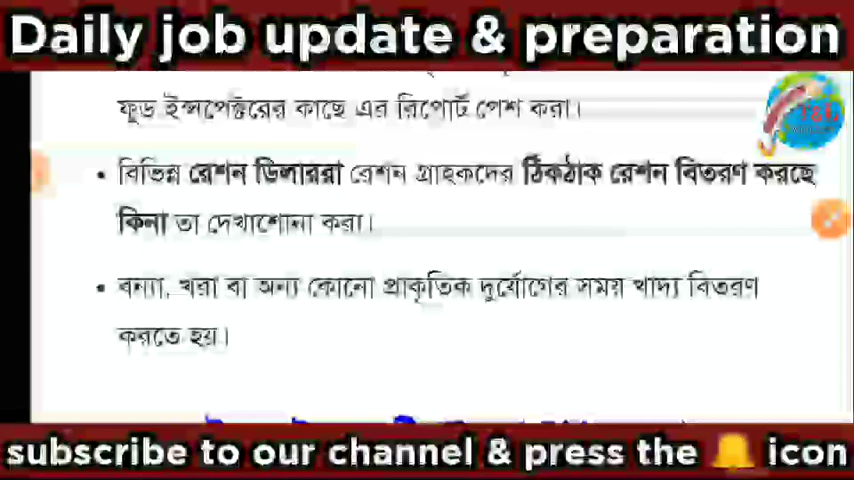 Daily job update & preparation
ফুড ইন্সপেক্টরের কাছে এর রিপোর্ট পেশ করা।
• বিভিন্ন রেশন ডিলাররা রেশন গ্রাহকদের ঠিকঠাক রেশন বিতরণ করছে
কিনা তা দেখাশোনা করা।
• বন্যা, খরা বা অন্য কোনো প্রাকৃতিক দুর্যোগের সময় খাদ্য বিতরণ
করতে হয়।
subscribe to our channel & press the 🔔 icon